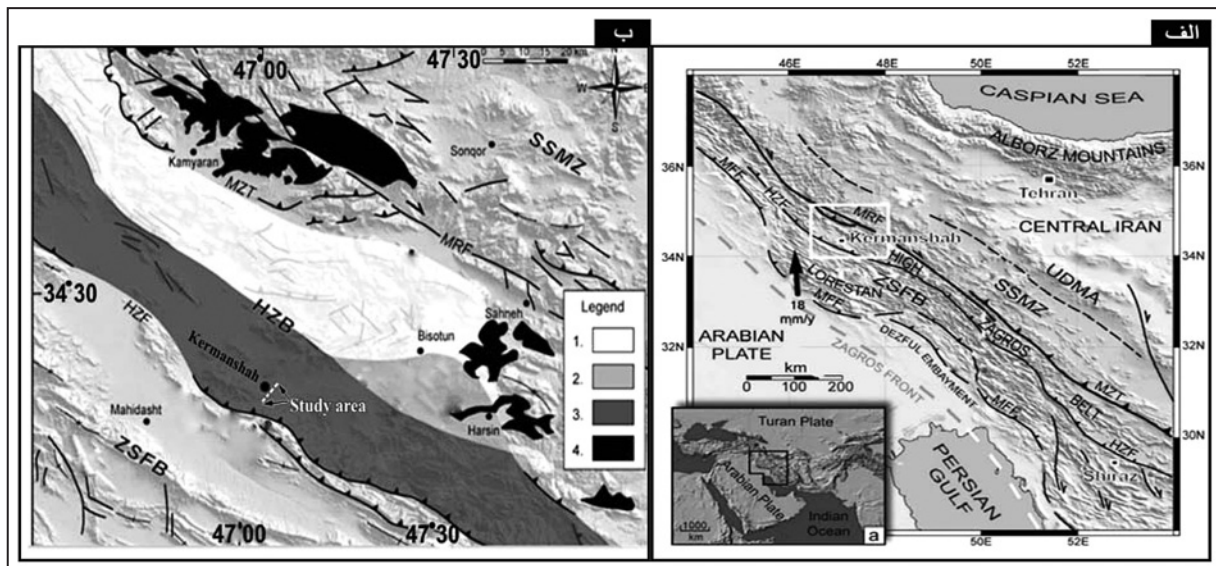 الف
46E
48E
50E
52E
CASPIAN SEA
ALBORZ MOUNTAINS
Tehran
CENTRAL IRAN
36N
36N
34N
34N
32N
32N
30N
50E
52E
MFF
HZF
MRF
Kermanshah
HIGH
ZAGROS
BELT
ZSFB
SSMZ
UDMA
LORESTAN
MFF
18
mm/y
ARABIAN
PLATE
ZAGROS FRONT
DEZFUL EMBAYMENT
MFF
MZT
HZF
km
0 100 200
Shiraz
PERSIAN
GULF
Turan Plate
Arabian Plate
Indian
Ocean
1000
km
a
ب
47 00
47 30
0 5 10 15 20 km
N
W
E
S
SSMZ
Kamyaran
Sonqor
MZT
MRF
34 30
HZF
HZB
Kermanshah
Study area
Bisotun
Sahneh
Harsin
Mahidasht
ZSFB
47 00
47 30
Legend
1.
2.
3.
4.